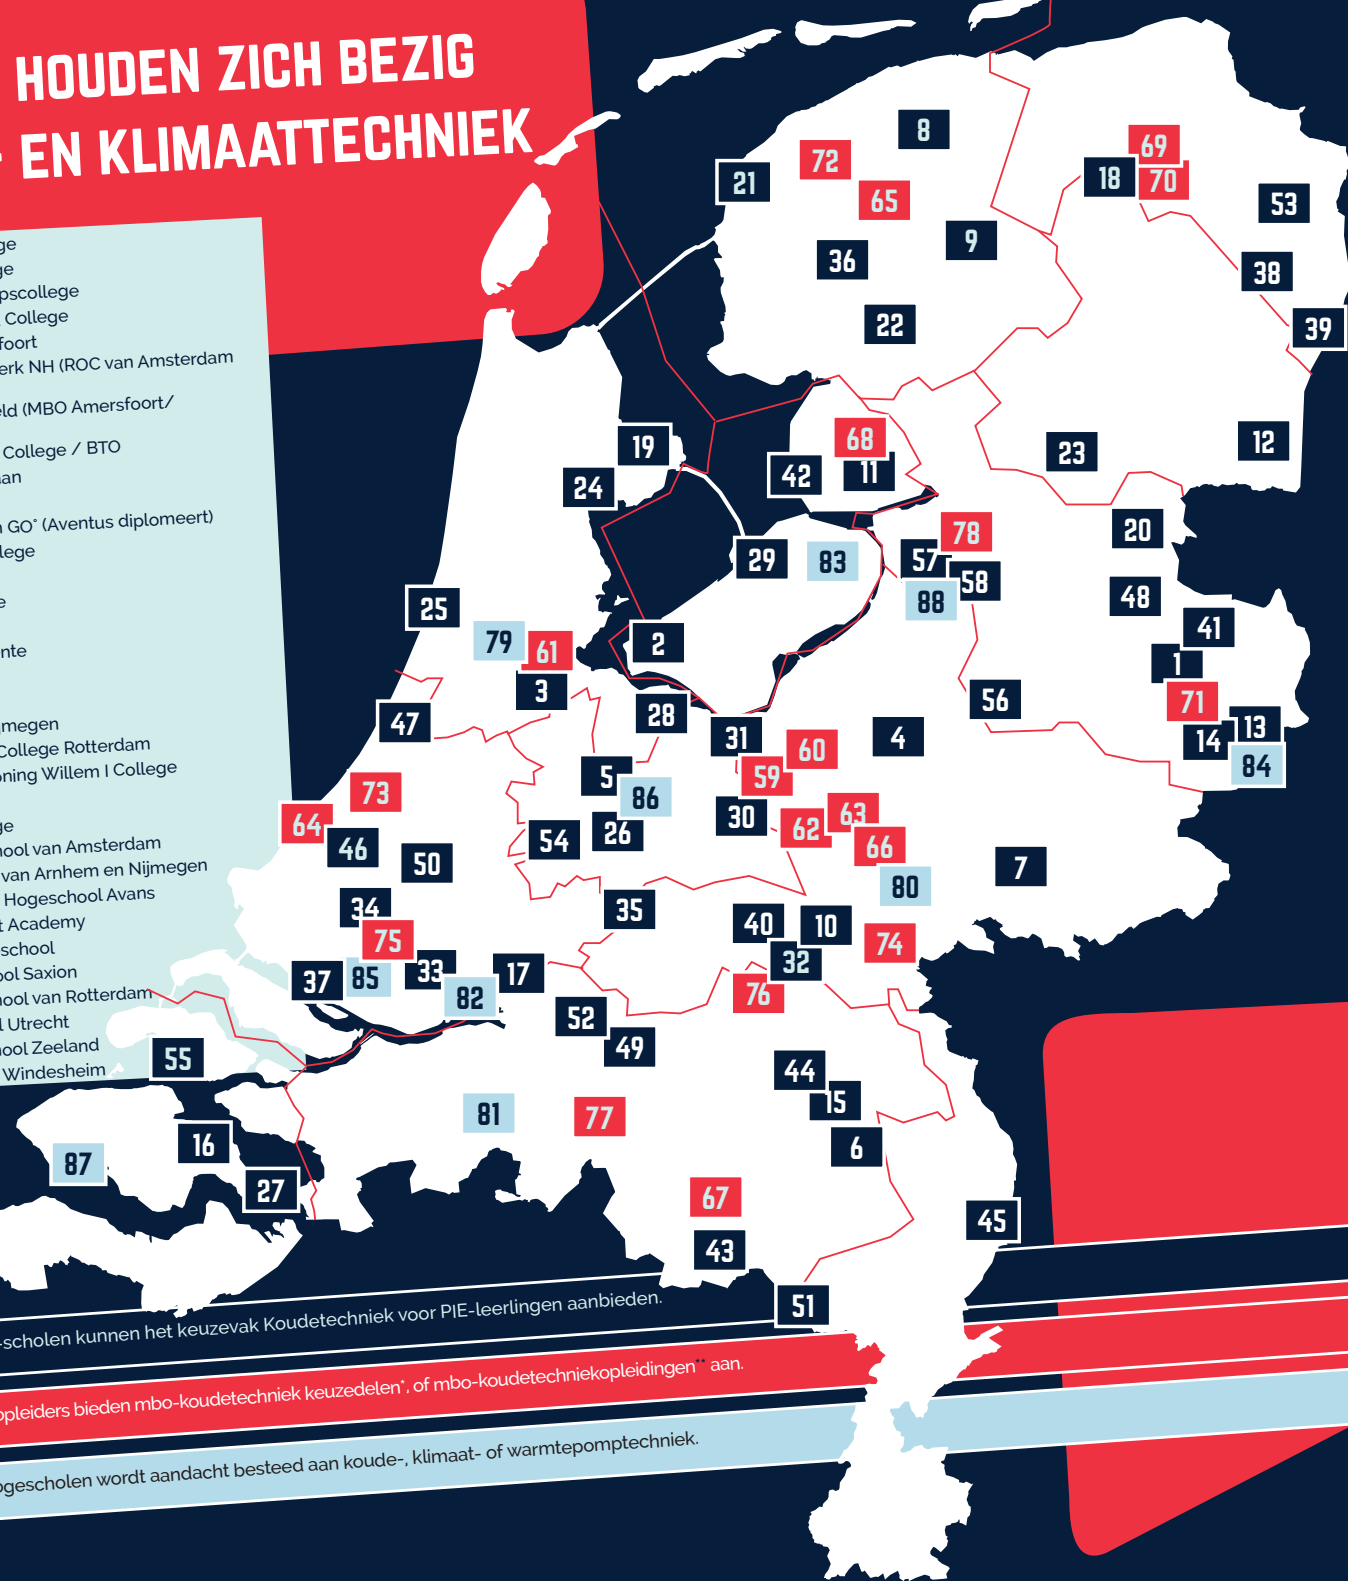 HOUDEN ZICH BEZIG
EN KLIMAATTECHNIEK
ge
ge
pscollege
College
foort
erk NH (ROC van Amsterdam
eld (MBO Amersfoort/
College / BTO
aan
n GO° (Aventus diplomeert)
llege
e
nte
jmegen
College Rotterdam
oning Willem I College
ge
hool van Amsterdam
van Arnhem en Nijmegen
Hogeschool Avans
t Academy
school
ool Saxion
hool van Rotterdam
l Utrecht
hool Zeeland
Windesheim
8
72
69
18
70
21
65
53
9
36
38
22
39
19
68
12
23
42
11
24
20
78
29
83
57
58
88
48
25
41
79
61
2
1
3
56
71
28
47
13
31
4
14
60
84
5
59
73
86
30
63
64
62
26
54
46
66
50
7
80
34
35
40
10
75
74
32
33
17
37
85
76
82
52
49
55
44
15
81
77
16
6
87
27
67
45
43
51
-scholen kunnen het keuzevak Koudetechniek voor PIE-leerlingen aanbieden.
opleiders bieden mbo-koudetechniek keuzedelen*, of mbo-koudetechniekopleidingen** aan.
ogescholen wordt aandacht besteed aan koude-, klimaat- of warmtepomptechniek.